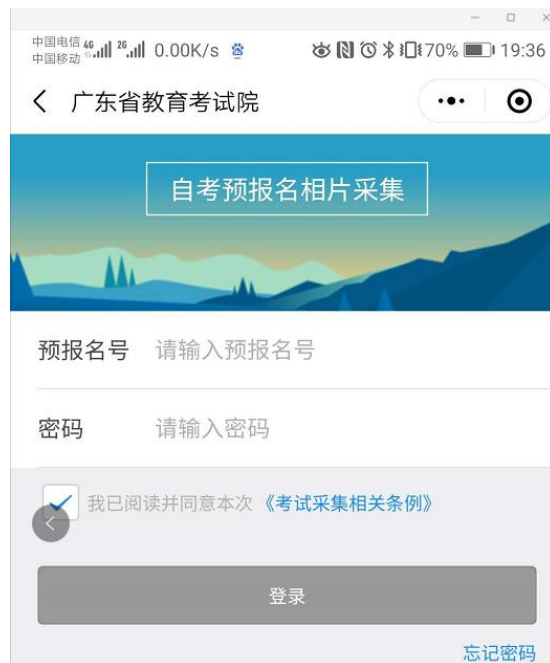 中国电信 4G 2G 0.00K/s 70% 19:36
中国移动
广东省教育考试院
自考预报名相片采集
预报名号 请输入预报名号
密码 请输入密码
我已阅读并同意本次《考试采集相关条例》
登录
忘记密码